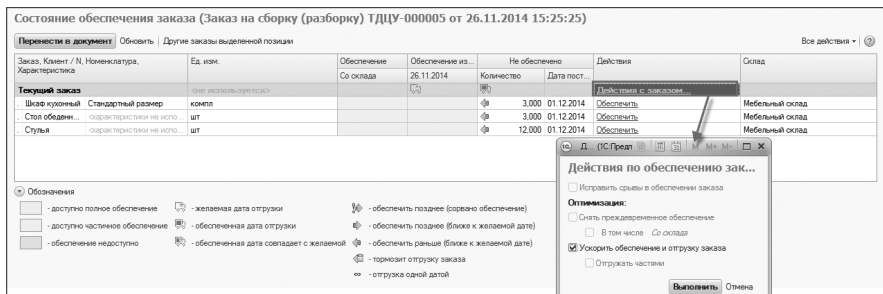 Состояние обеспечения заказа (Заказ на сборку (разборку) ТДЦУ-000005 от 26.11.2014 15:25:25)
Перенести в документ Обновить Другие заказы выделенной позиции Все действия
Заказ, Клиент / N, Номенклатура, Характеристика Ед. изм. Обеспечение Обеспечение из... Не обеспечено Действия Склад
Со склада 26.11.2014 Количество Дата пост...
Текущий заказ <не используется> Действия с заказом...
Шкаф кухонный Стандартный размер компл 3,000 01.12.2014 Обеспечить Мебельный склад
Стол обеденн... <характеристики не испо... шт 3,000 01.12.2014 Обеспечить Мебельный склад
Стулья <характеристики не испо... шт 12,000 01.12.2014 Обеспечить Мебельный склад
Д... (1С:Предп M M+ M-
Действия по обеспечению зак...
Исправить срывы в обеспечении заказа
Оптимизация:
Снять преждевременное обеспечение
В том числе Со склада
Ускорить обеспечение и отгрузку заказа
Отгружать частями
Выполнить Отмена
Обозначения
- доступно полное обеспечение - желаемая дата отгрузки - обеспечить позднее (сорвано обеспечение)
- доступно частичное обеспечение - обеспеченная дата отгрузки - обеспечить позднее (ближе к желаемой дате)
- обеспечение недоступно - обеспеченная дата совпадает с желаемой - обеспечить раньше (ближе к желаемой дате)
- тормозит отгрузку заказа
- отгрузка одной датой